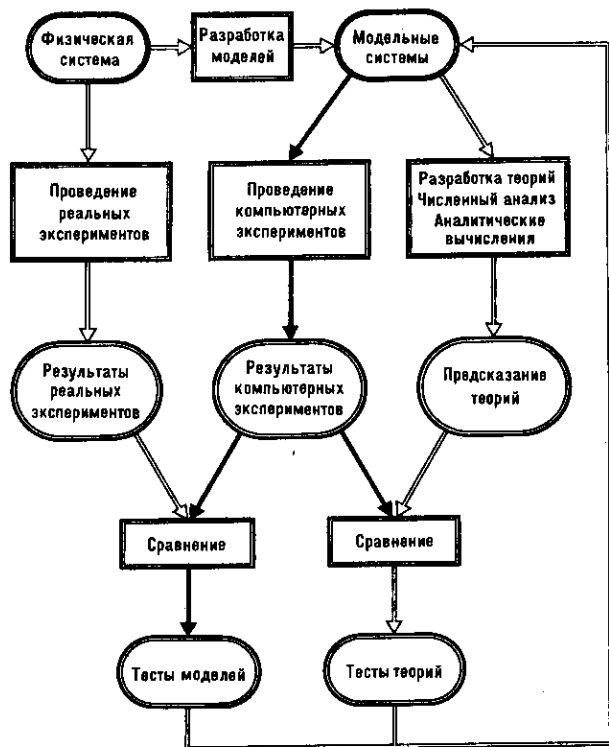 Физическая
система
Разработка
моделей
Модельные
системы
Проведение
реальных
экспериментов
Проведение
компьютерных
экспериментов
Разработка теорий
Численный анализ
Аналитические
вычисления
Результаты
реальных
экспериментов
Результаты
компьютерных
экспериментов
Предсказание
теорий
Сравнение
Сравнение
Тесты моделей
Тесты теорий